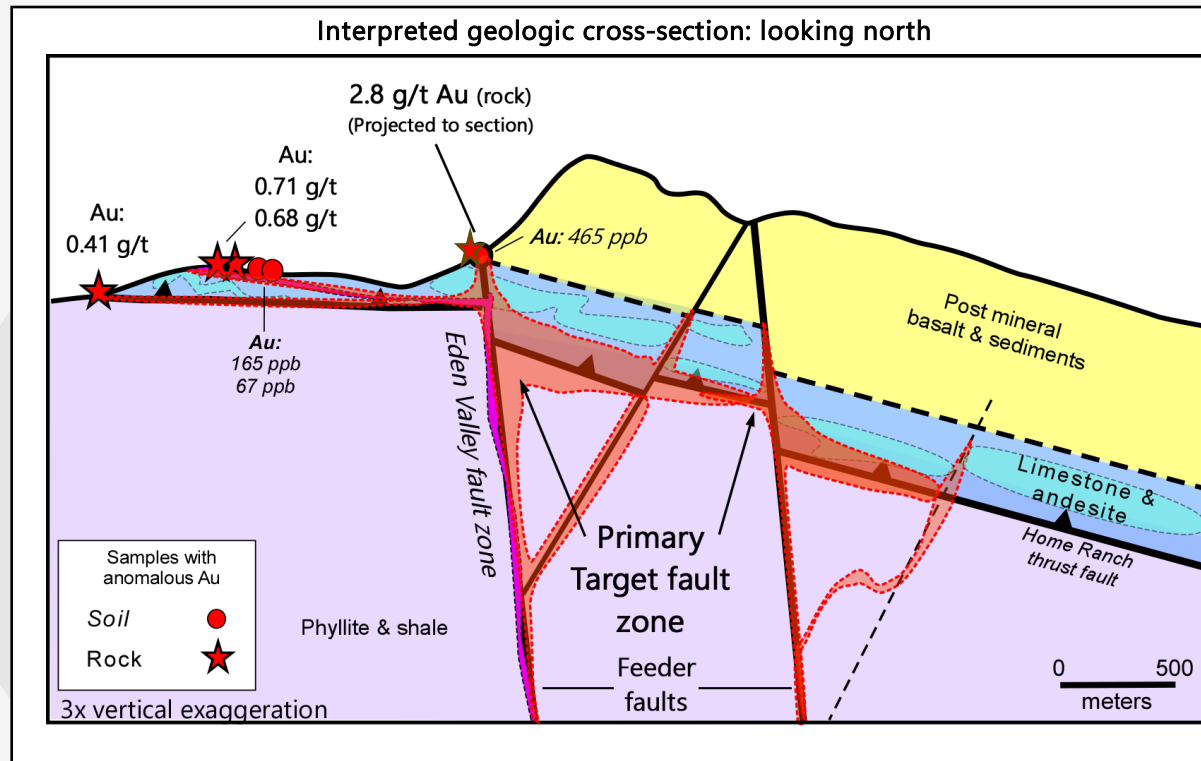 Interpreted geologic cross-section: looking north
2.8 g/t Au (rock)
(Projected to section)
Au:
0.71 g/t
0.68 g/t
Au:
0.41 g/t
Au: 465 ppb
Au:
165 ppb
67 ppb
Post mineral
basalt & sediments
Eden Valley fault zone
Limestone &
andesite
Home Ranch
thrust fault
Primary
Target fault
zone
Feeder
faults
Phyllite & shale
Samples with
anomalous Au
Soil
Rock
3x vertical exaggeration
0 500
meters